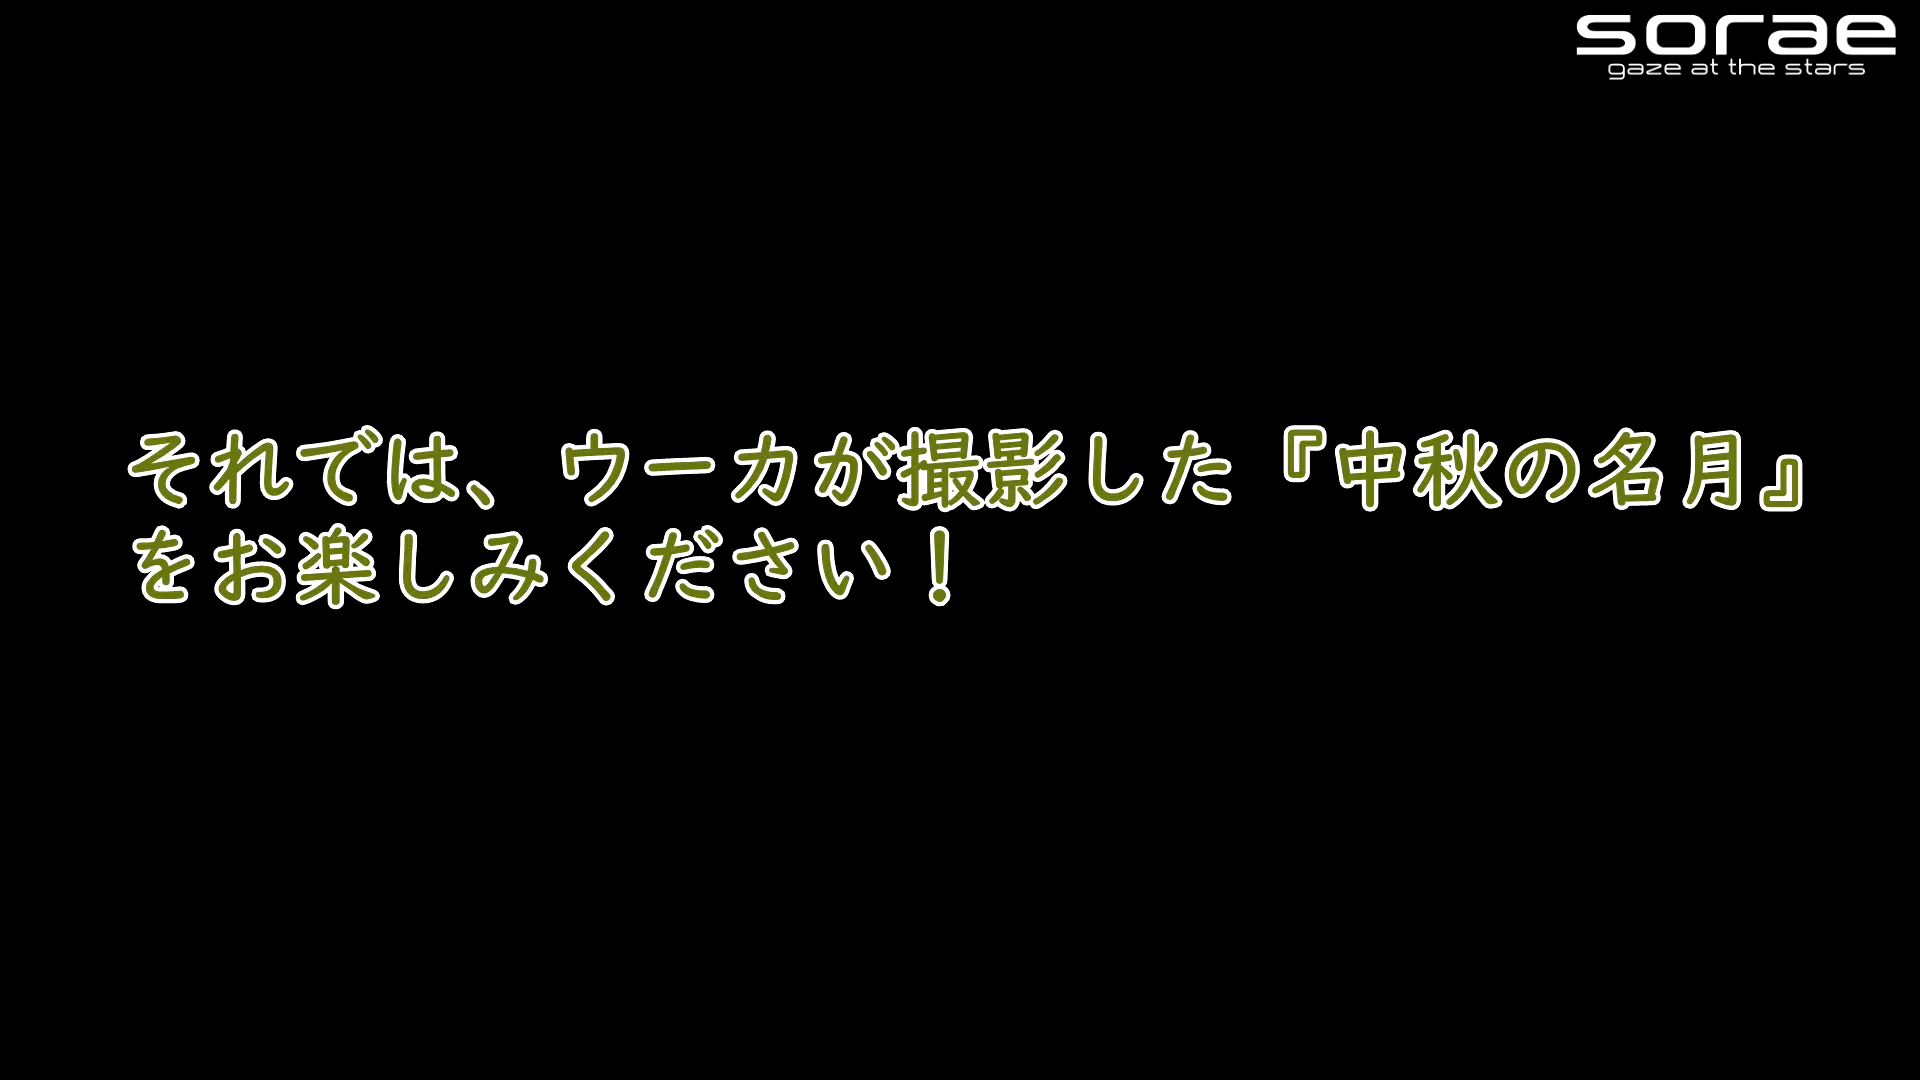 sorae
gaze at the stars
それでは、ウーカが撮影した『中秋の名月』
をお楽しみください！